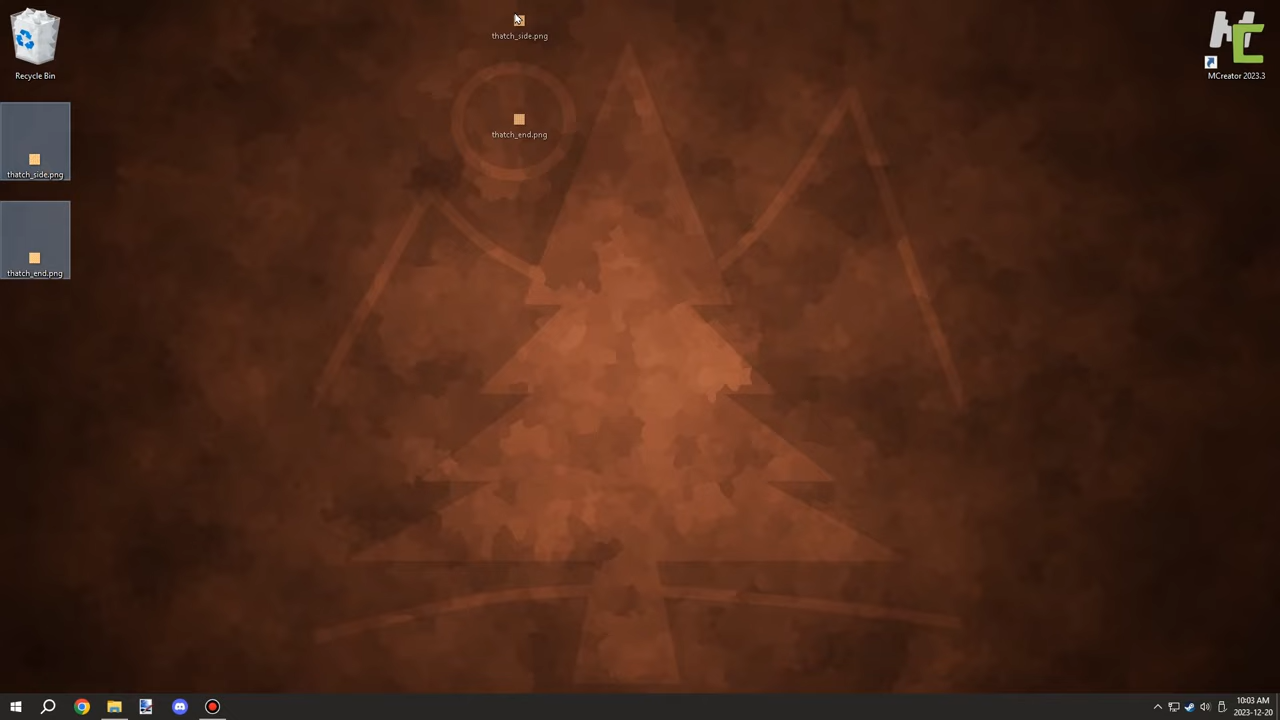 thatch_side.png
Recycle Bin
MCreator 2023.3
thatch_end.png
thatch_side.png
thatch_end.png
10:03 AM
2023-12-20